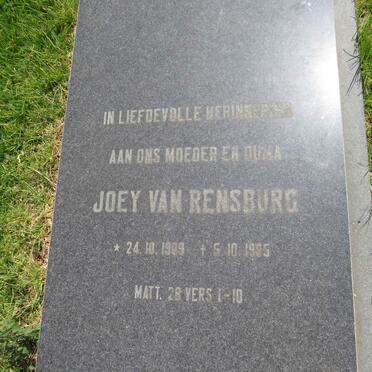 IN LIEFDEVOLLE HERINNERING
AAN ONS MOEDER EN OUMA
JOEY VAN RENSBURG
* 24.10.1909 † 5.10.1985
MATT. 28 VERS 1-10